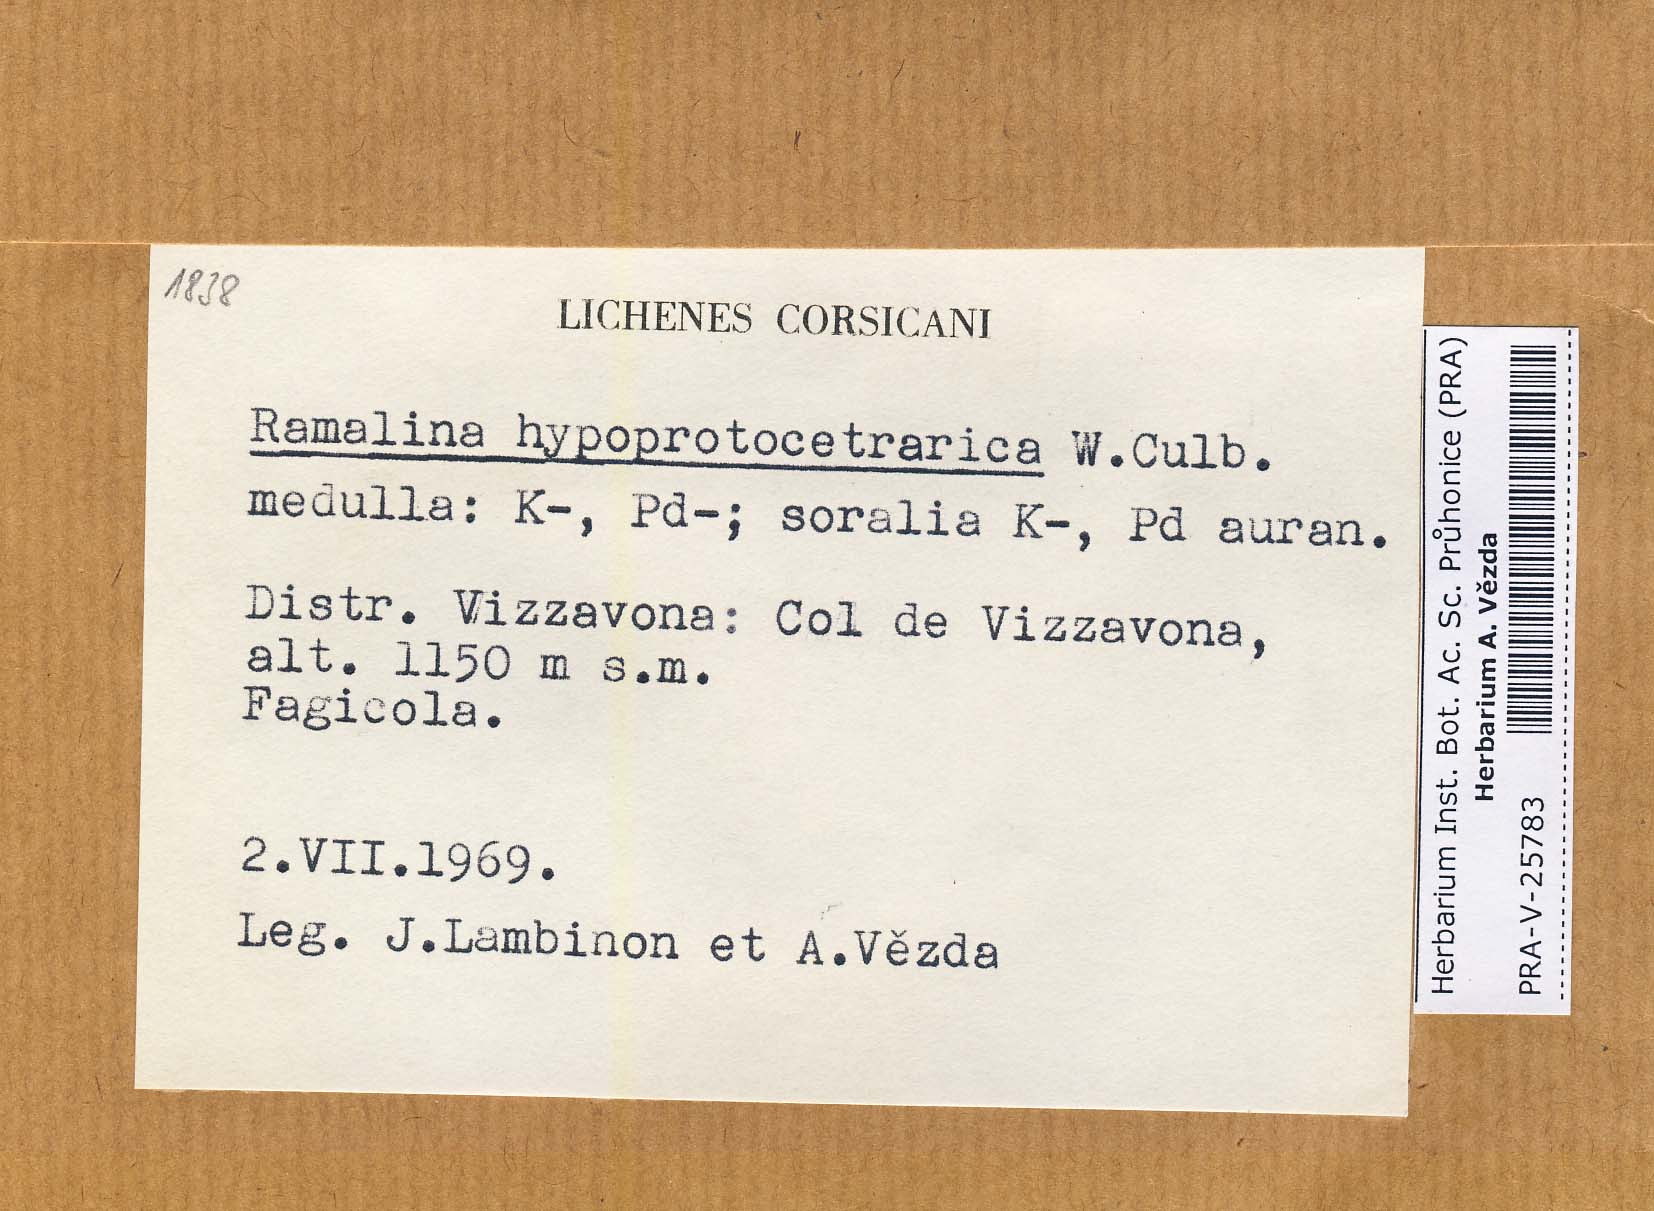 1838
LICHENES CORSICANI
Ramalina hypoprotocetrarica W.Culb.
medulla: K-, Pd-; soralia K-, Pd auran.
Distr. Vizzavona: Col de Vizzavona,
alt. 1150 m s.m.
Fagicola.
2.VII.1969.
Leg. J.Lambinon et A.Vězda
Herbarium Inst. Bot. Ac. Sc. Průhonice (PRA)
Herbarium A. Vězda
PRA-V-25783